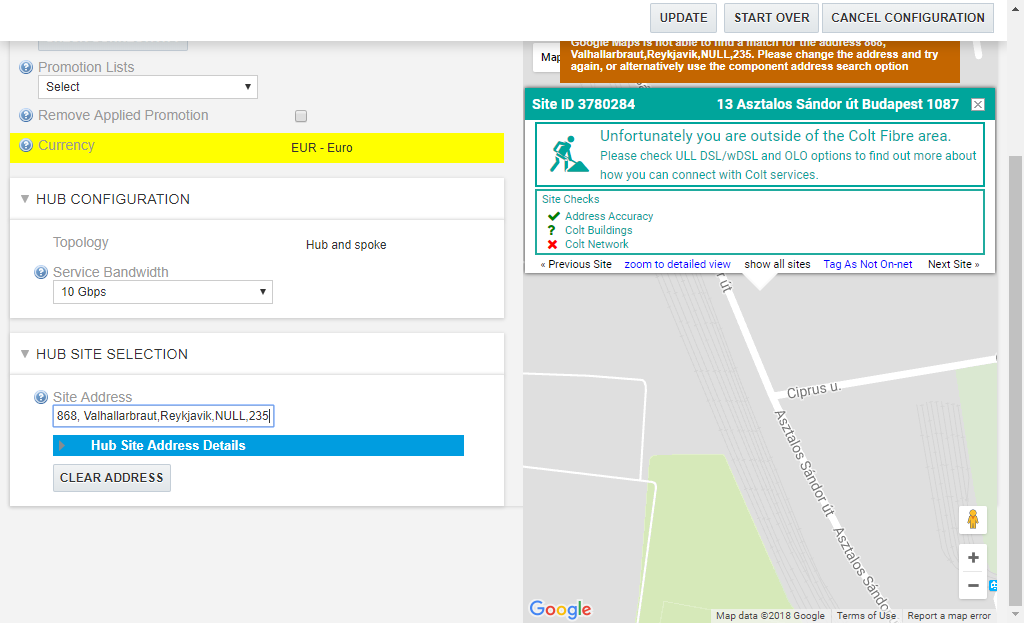 UPDATE
START OVER
CANCEL CONFIGURATION
Promotion Lists
Select
Remove Applied Promotion
Currency
EUR - Euro
HUB CONFIGURATION
Topology
Hub and spoke
Service Bandwidth
10 Gbps
HUB SITE SELECTION
Site Address
868, Valhallarbraut,Reykjavik,NULL,235
Hub Site Address Details
CLEAR ADDRESS
Map
Google Maps is not able to find a match for the address 868,
Valhallarbraut,Reykjavik,NULL,235. Please change the address and try
again, or alternatively use the component address search option
Site ID 3780284
13 Asztalos Sándor út Budapest 1087
Unfortunately you are outside of the Colt Fibre area.
Please check ULL DSL/wDSL and OLO options to find out more about
how you can connect with Colt services.
Site Checks
Address Accuracy
? Colt Buildings
Colt Network
« Previous Site
zoom to detailed view
show all sites
Tag As Not On-net
Next Site »
út
Ciprus u.
Asztalos Sándor út
Asztalos Sándo
+
−
Google
Map data ©2018 Google
Terms of Use
Report a map error